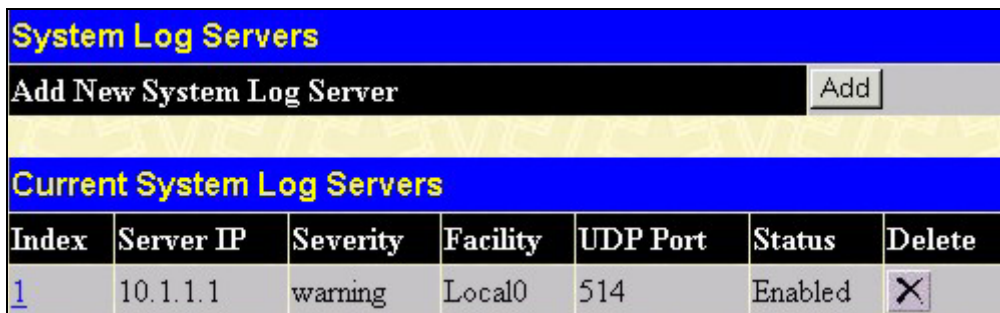 System Log Servers
Add New System Log Server Add
Current System Log Servers
Index Server IP Severity Facility UDP Port Status Delete
1 10.1.1.1 warning Local0 514 Enabled X